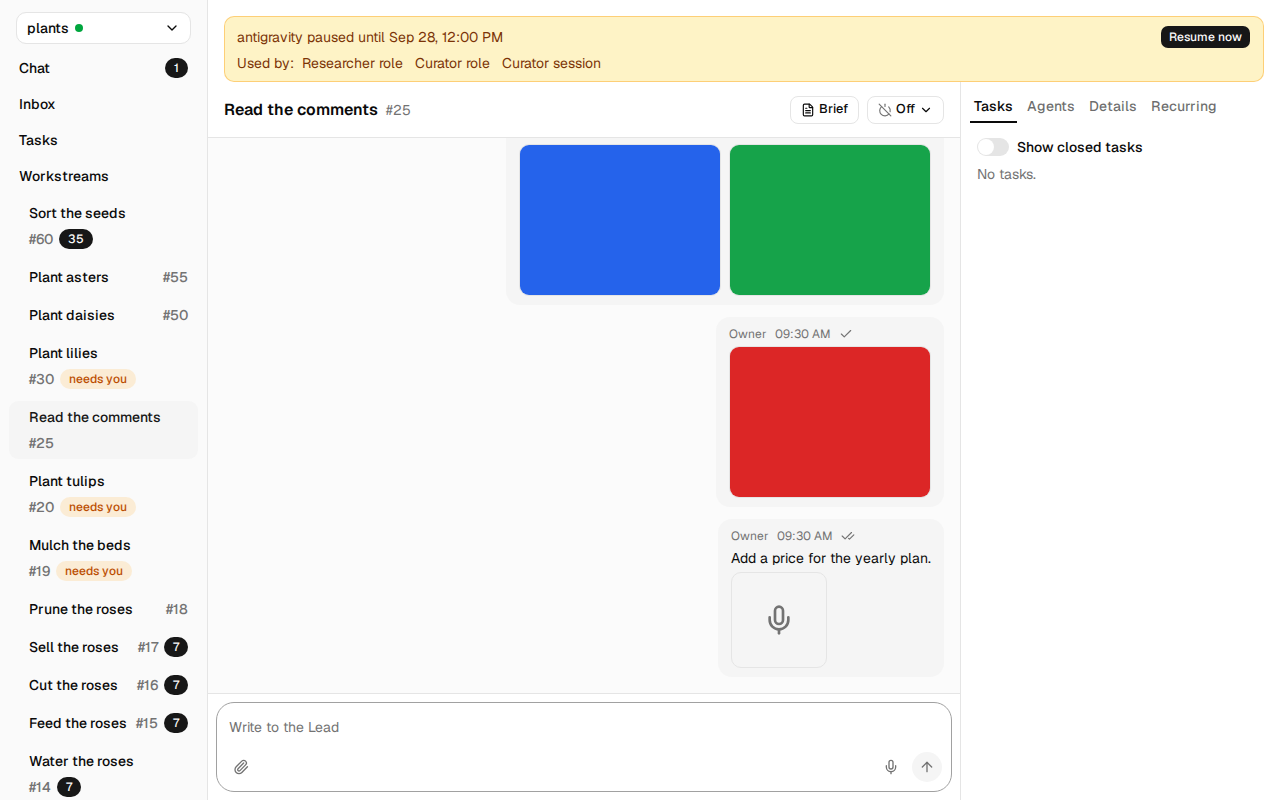 plants
Chat 1
Inbox
Tasks
Workstreams
Sort the seeds
#60 35
Plant asters #55
Plant daisies #50
Plant lilies
#30 needs you
Read the comments
#25
Plant tulips
#20 needs you
Mulch the beds
#19 needs you
Prune the roses #18
Sell the roses #17 7
Cut the roses #16 7
Feed the roses #15 7
Water the roses
#14 7
antigravity paused until Sep 28, 12:00 PM
Resume now
Used by: Researcher role Curator role Curator session
Read the comments #25
Brief
Off
Owner 09:30 AM
Owner 09:30 AM
Add a price for the yearly plan.
Write to the Lead
Tasks Agents Details Recurring
Show closed tasks
No tasks.